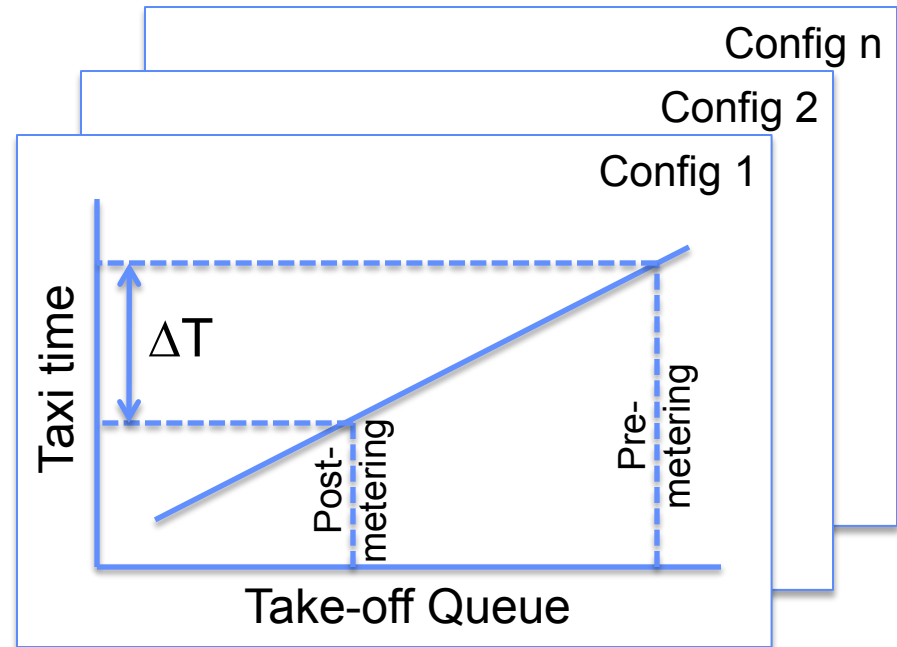 Config n
Config 2
Config 1
ΔT
Taxi time
Post-
metering
Pre-
metering
Take-off Queue